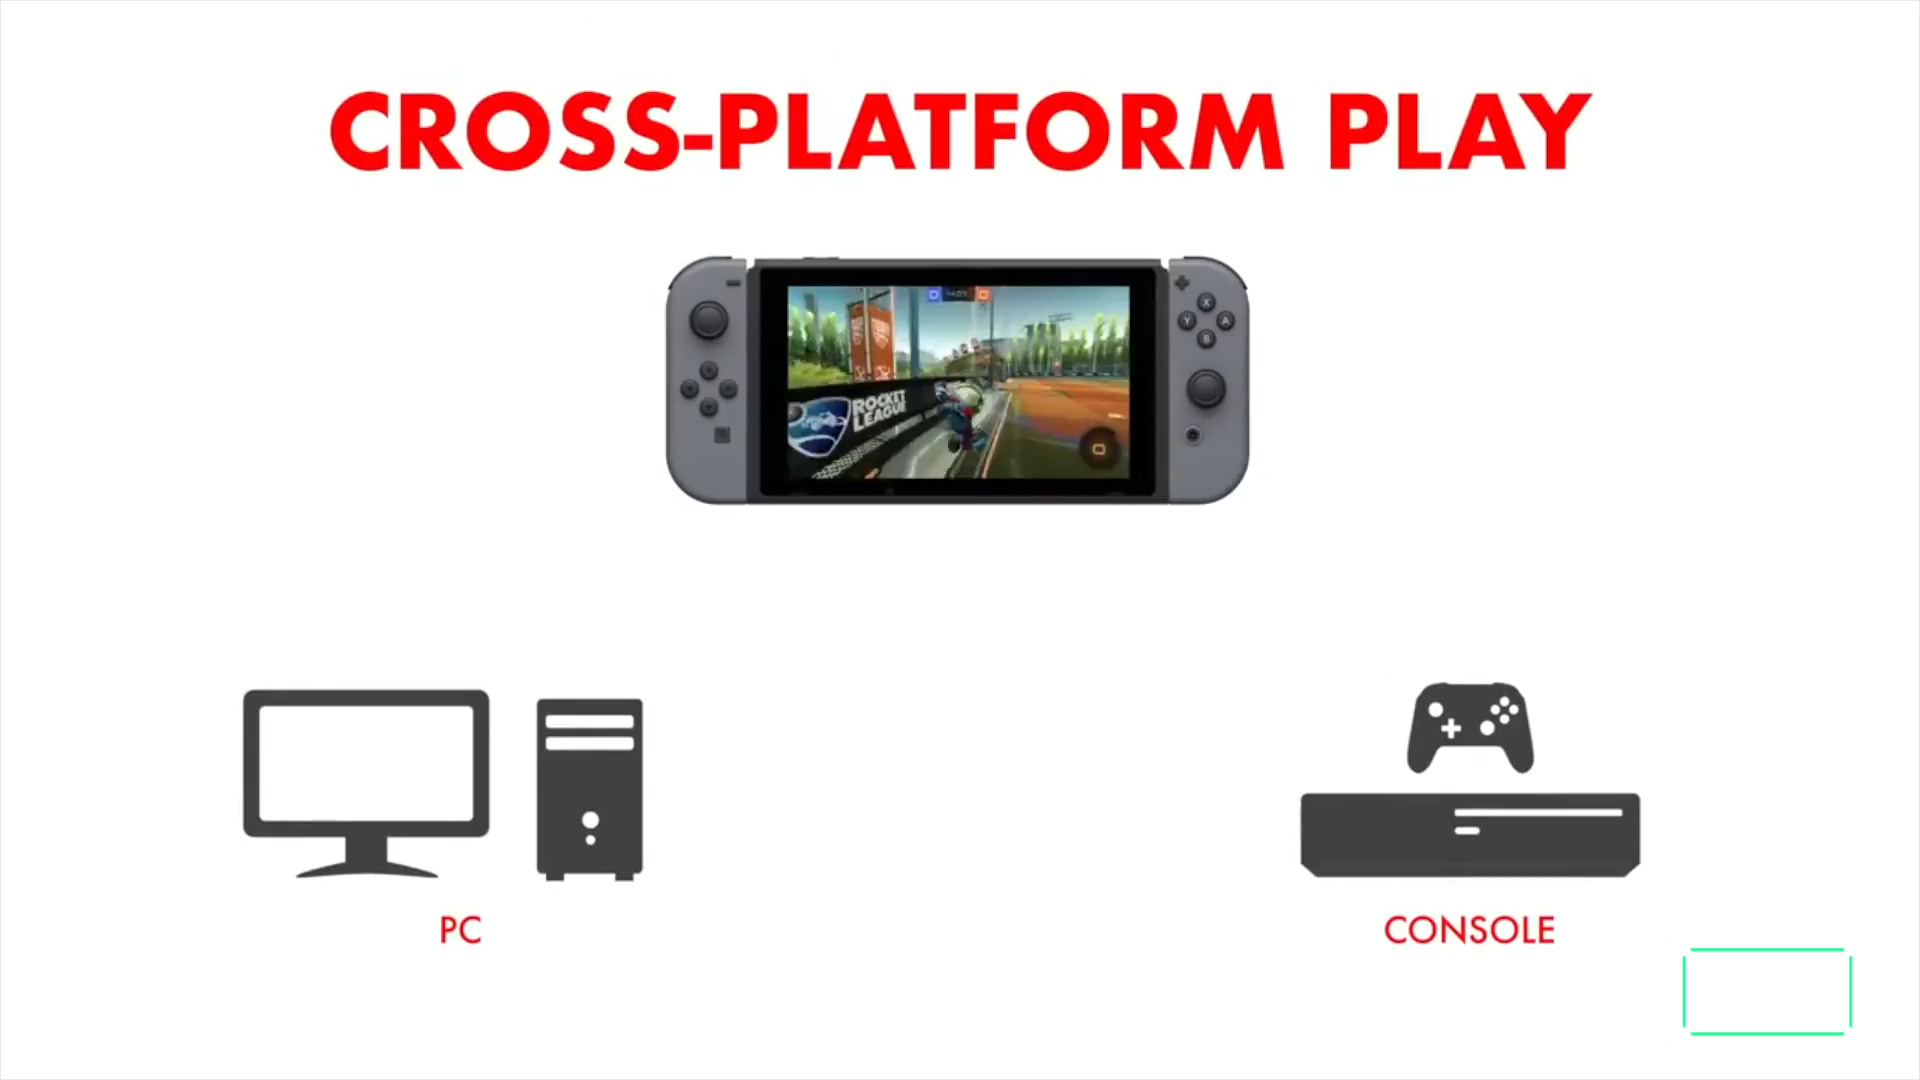 CROSS-PLATFORM PLAY
X
Y
A
B
ROCKET
LEAGUE
PC
CONSOLE